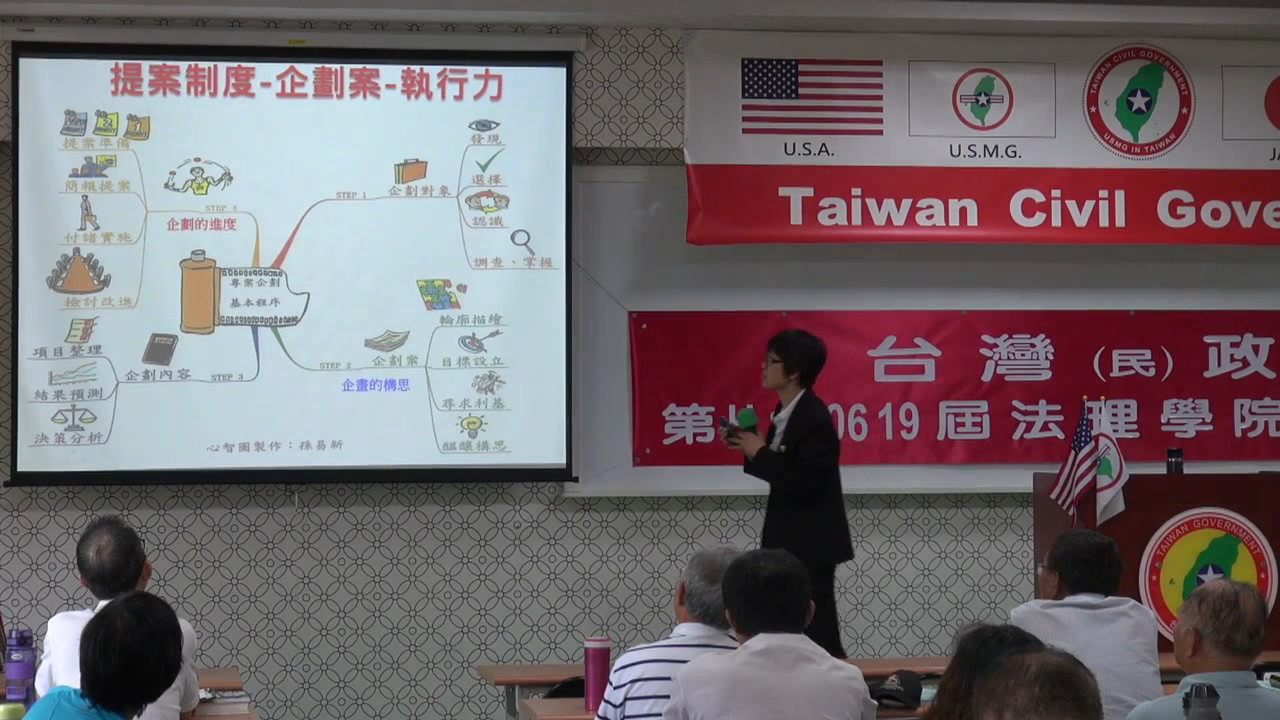 提案制度-企劃案-執行力
提案準備
簡報提案
付諸實施
檢討改進
STEP 4
企劃的進度
STEP 1
企劃對象
發現
選擇
認識
調查、掌握
專案企劃
基本程序
項目整理
結果預測
決策分析
企劃內容
STEP 3
STEP 2
企劃案
企畫的構思
輪廓描繪
目標設立
尋求利基
醞釀構思
心智圖製作：孫易新
U.S.A.
U.S.M.G.
TAIWAN CIVIL GOVERNMENT
USMG IN TAIWAN
JA
Taiwan Civil Gove
台灣(民)政
第
0619屆法理學院
TAIWAN GOVERNMENT